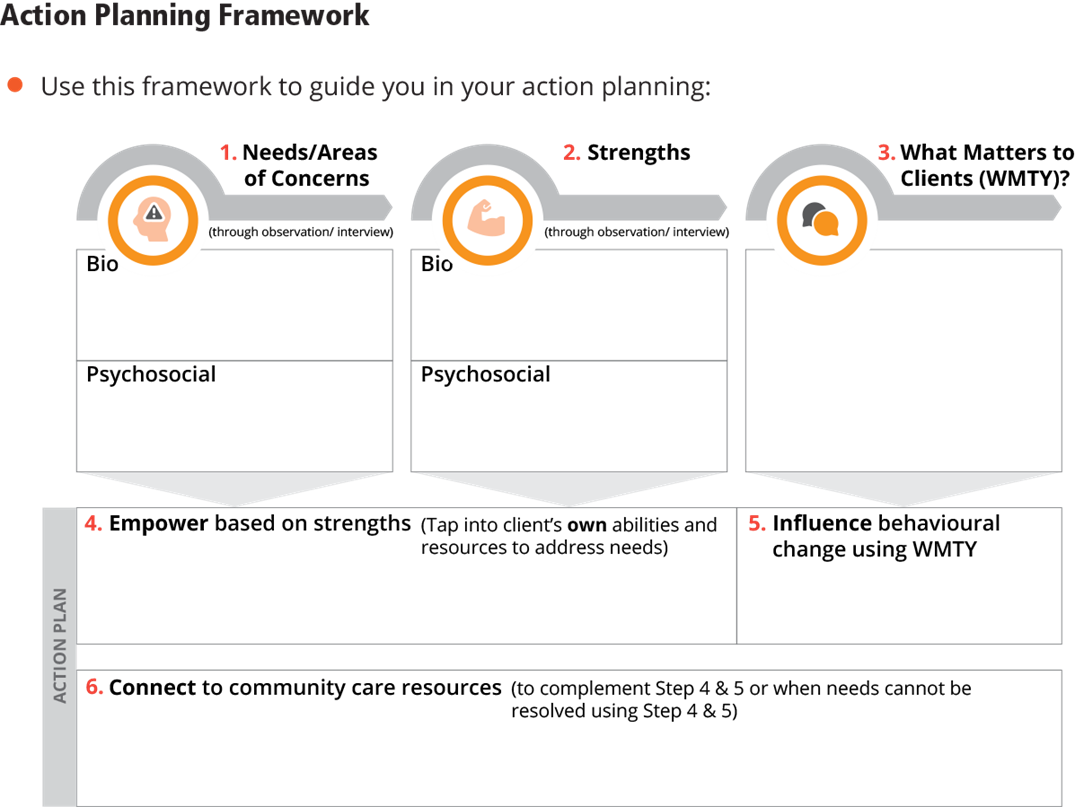 Action Planning Framework
Use this framework to guide you in your action planning:
1. Needs/Areas
of Concerns
(through observation/ interview)
Bio
Psychosocial
2. Strengths
(through observation/ interview)
Bio
Psychosocial
3. What Matters to
Clients (WMTY)?
ACTION PLAN
4. Empower based on strengths (Tap into client’s own abilities and
resources to address needs)
5. Influence behavioural
change using WMTY
6. Connect to community care resources (to complement Step 4 & 5 or when needs cannot be
resolved using Step 4 & 5)